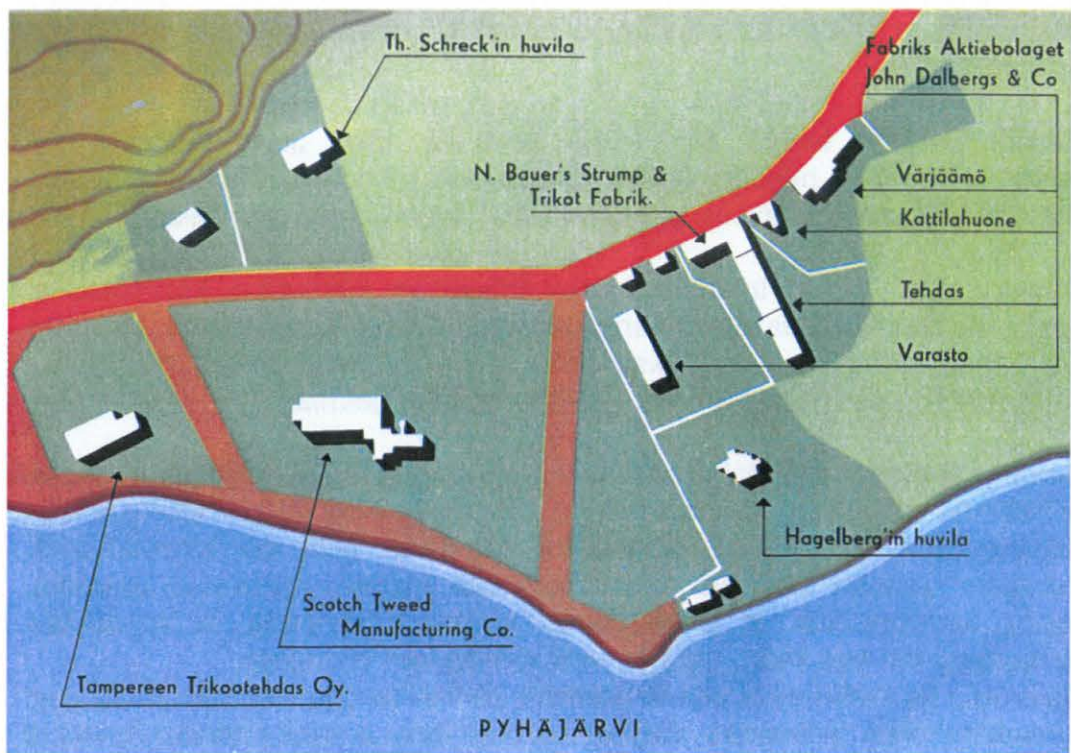 Th. Schreck'in huvila
Fabriks Aktiebolaget
John Dalbergs & Co
N. Bauer's Strump &
Trikot Fabrik.
Värjäämö
Kattilahuone
Tehdas
Varasto
Hagelberg'in huvila
Scotch Tweed
Manufacturing Co.
Tampereen Trikootehdas Oy.
PYHÄJÄRVI